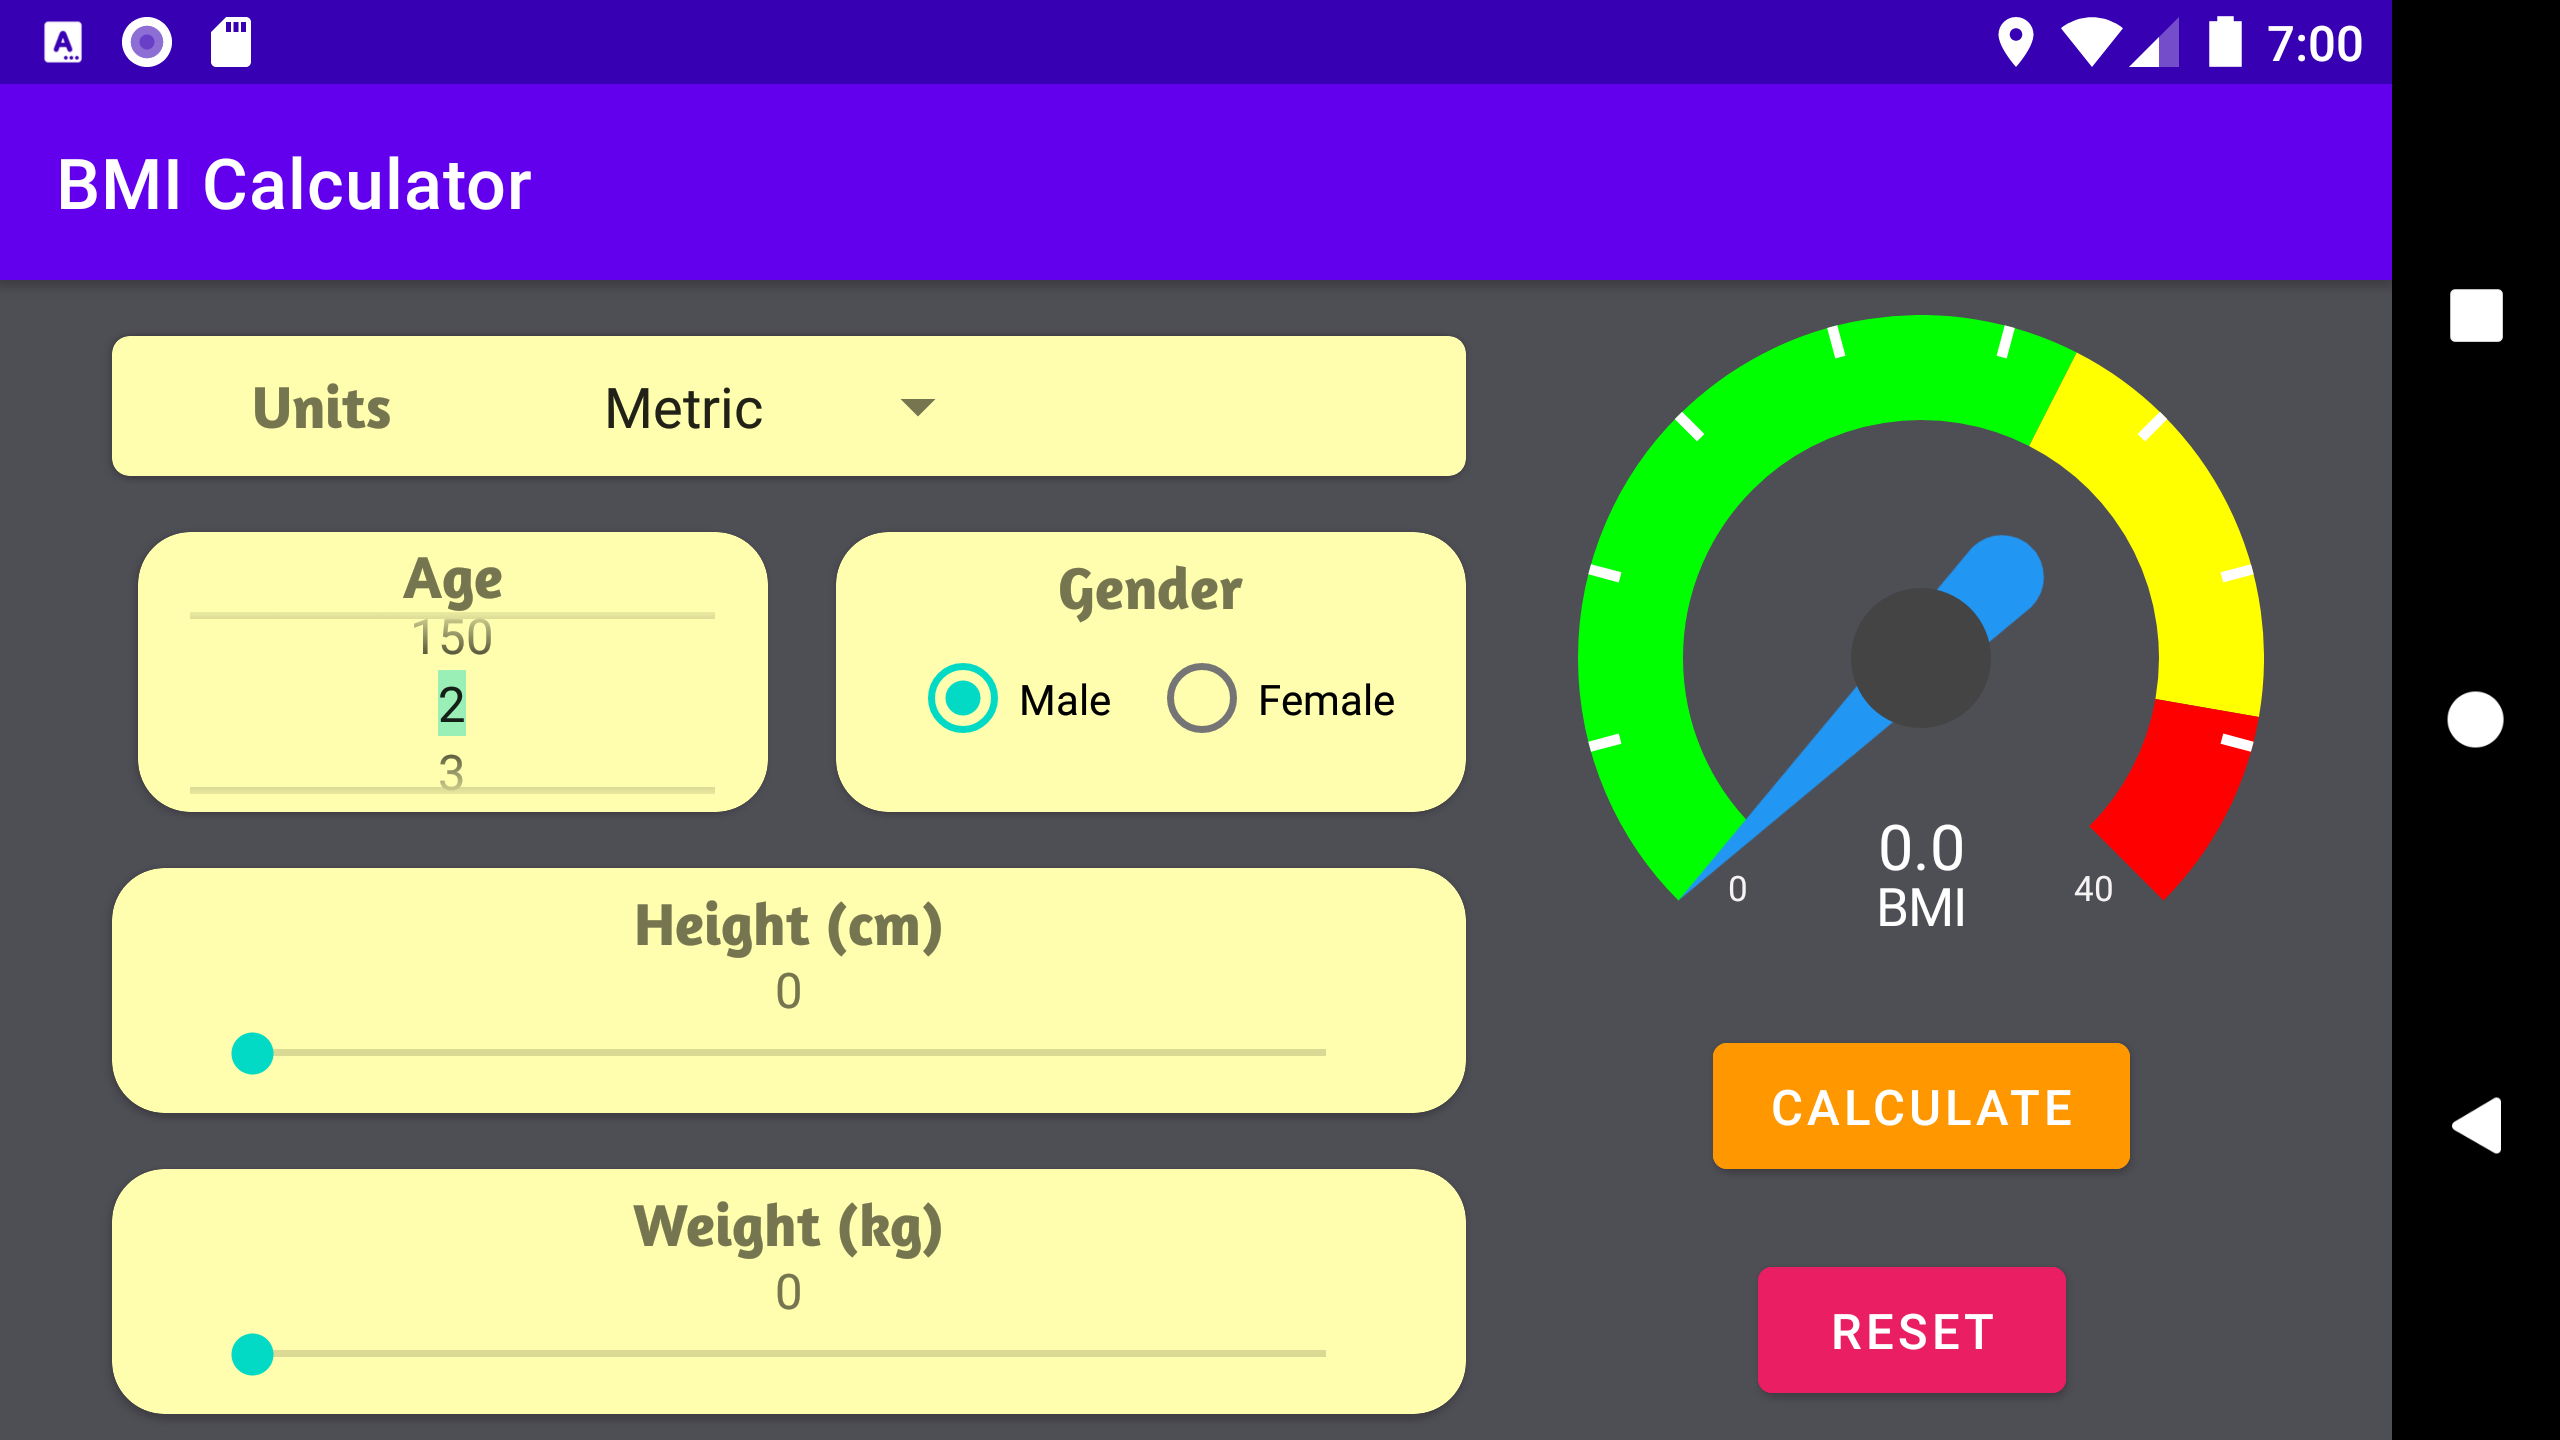 A
7:00
BMI Calculator
Units
Metric
Age
150
2
3
Gender
Male
Female
Height (cm)
0
Weight (kg)
0
0.0
BMI
0
40
CALCULATE
RESET